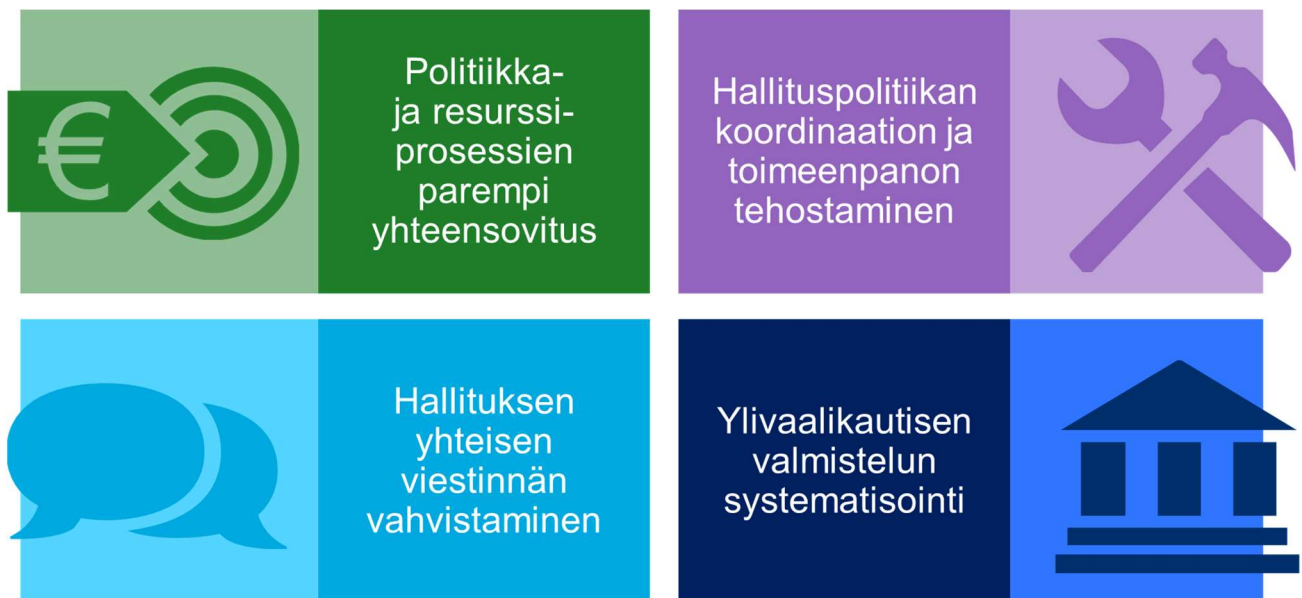 Politiikka-
ja resurssi-
prosessien
parempi
yhteensovitus
Hallituspolitiikan
koordinaation ja
toimeenpanon
tehostaminen
Hallituksen
yhteisen
viestinnän
vahvistaminen
Ylivaalikautisen
valmistelun
systematisointi
€